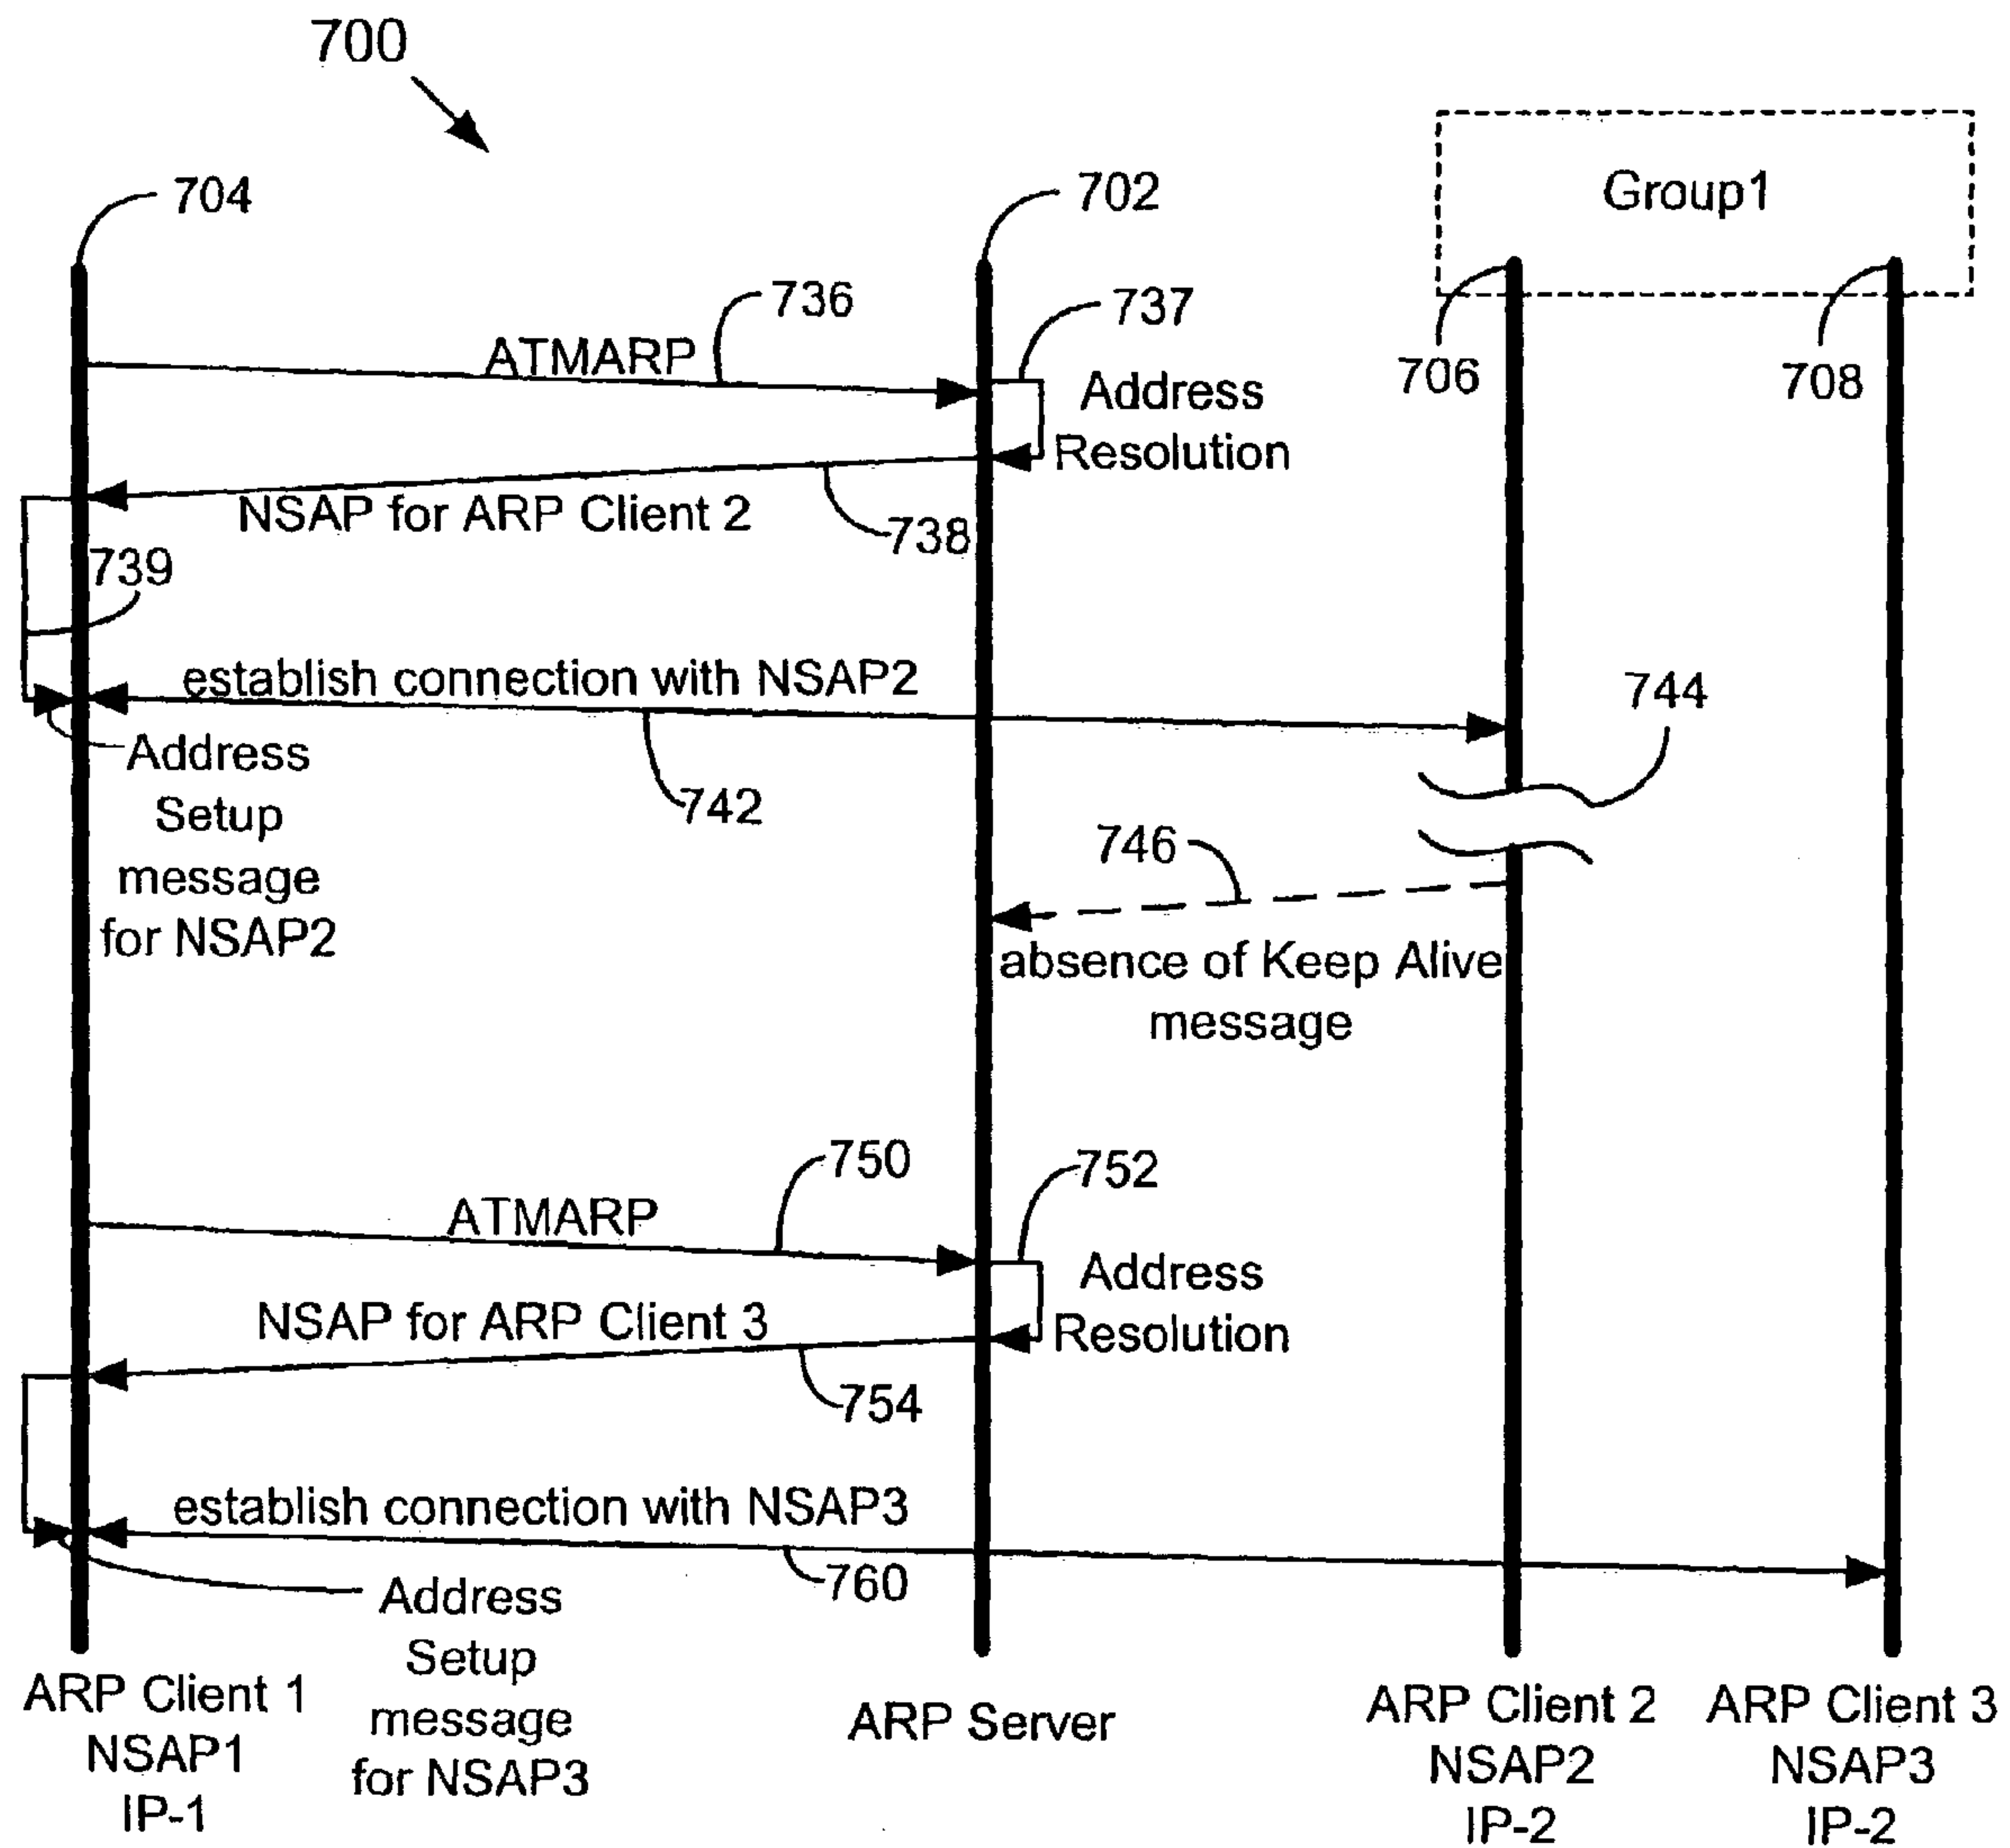 700
704
702
Group1
736
737
ATMARP
Address
Resolution
706
708
NSAP for ARP Client 2
738
739
establish connection with NSAP2
744
Address
Setup
message
for NSAP2
742
746
absence of Keep Alive
message
750
752
ATMARP
Address
Resolution
NSAP for ARP Client 3
754
establish connection with NSAP3
760
Address
Setup
message
for NSAP3
ARP Client 1
NSAP1
IP-1
ARP Server
ARP Client 2
NSAP2
IP-2
ARP Client 3
NSAP3
IP-2